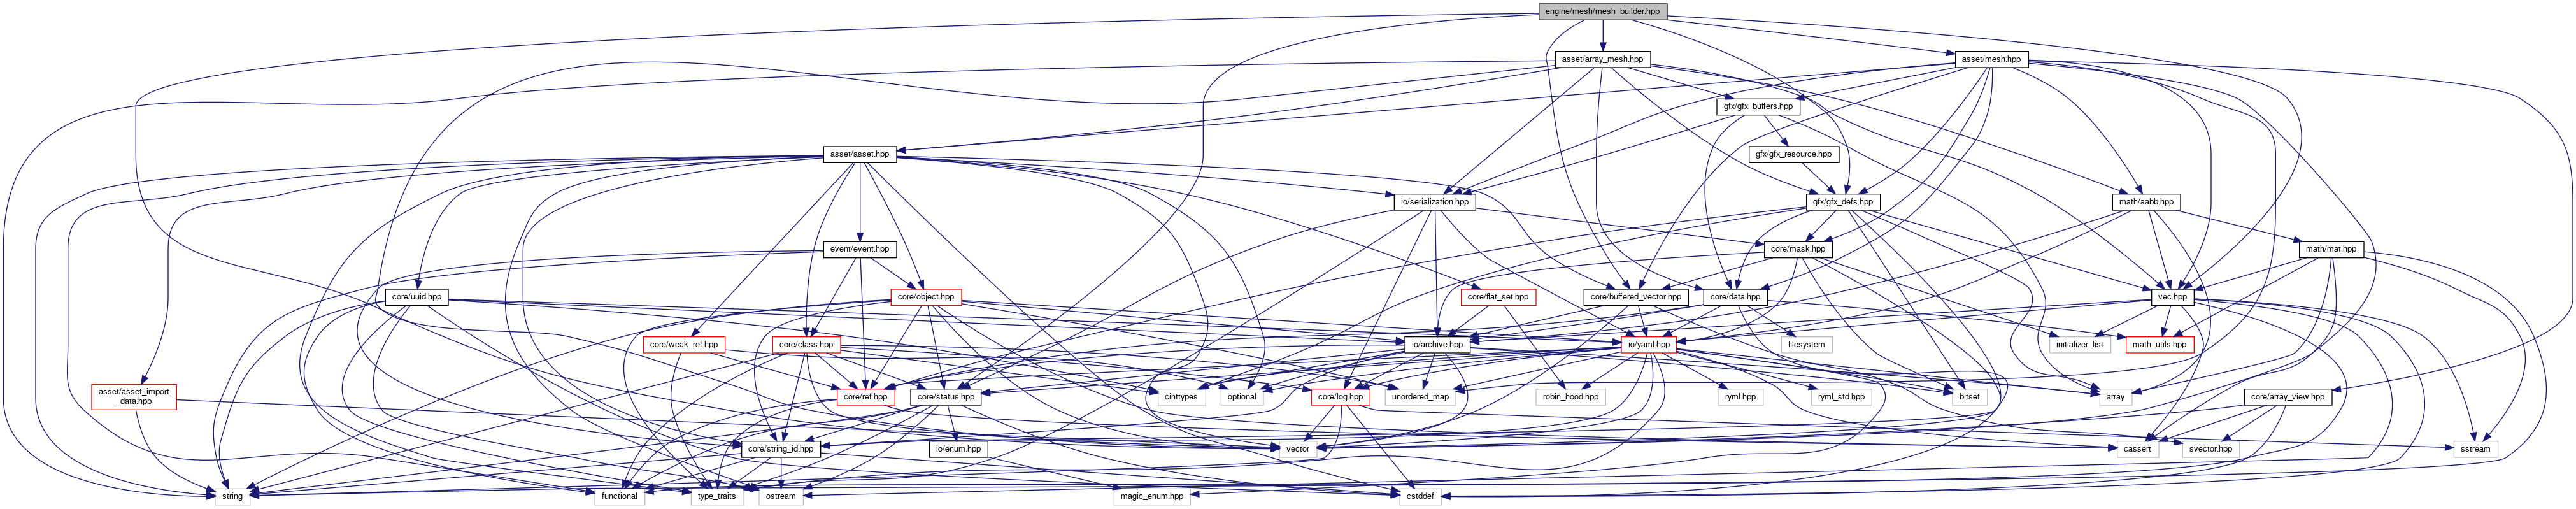 engine/mesh/mesh_builder.hpp
asset/array_mesh.hpp
asset/mesh.hpp
gfx/gfx_buffers.hpp
asset/asset.hpp
gfx/gfx_resource.hpp
io/serialization.hpp
gfx/gfx_defs.hpp
math/aabb.hpp
event/event.hpp
core/mask.hpp
math/mat.hpp
core/uuid.hpp
core/object.hpp
core/flat_set.hpp
core/buffered_vector.hpp
core/data.hpp
vec.hpp
core/weak_ref.hpp
core/class.hpp
io/archive.hpp
io/yaml.hpp
filesystem
initializer_list
math_utils.hpp
asset/asset_import
_data.hpp
core/ref.hpp
core/status.hpp
cinttypes
optional
core/log.hpp
unordered_map
robin_hood.hpp
ryml.hpp
ryml_std.hpp
bitset
array
core/array_view.hpp
core/string_id.hpp
io/enum.hpp
vector
cassert
svector.hpp
sstream
string
functional
type_traits
ostream
magic_enum.hpp
cstddef